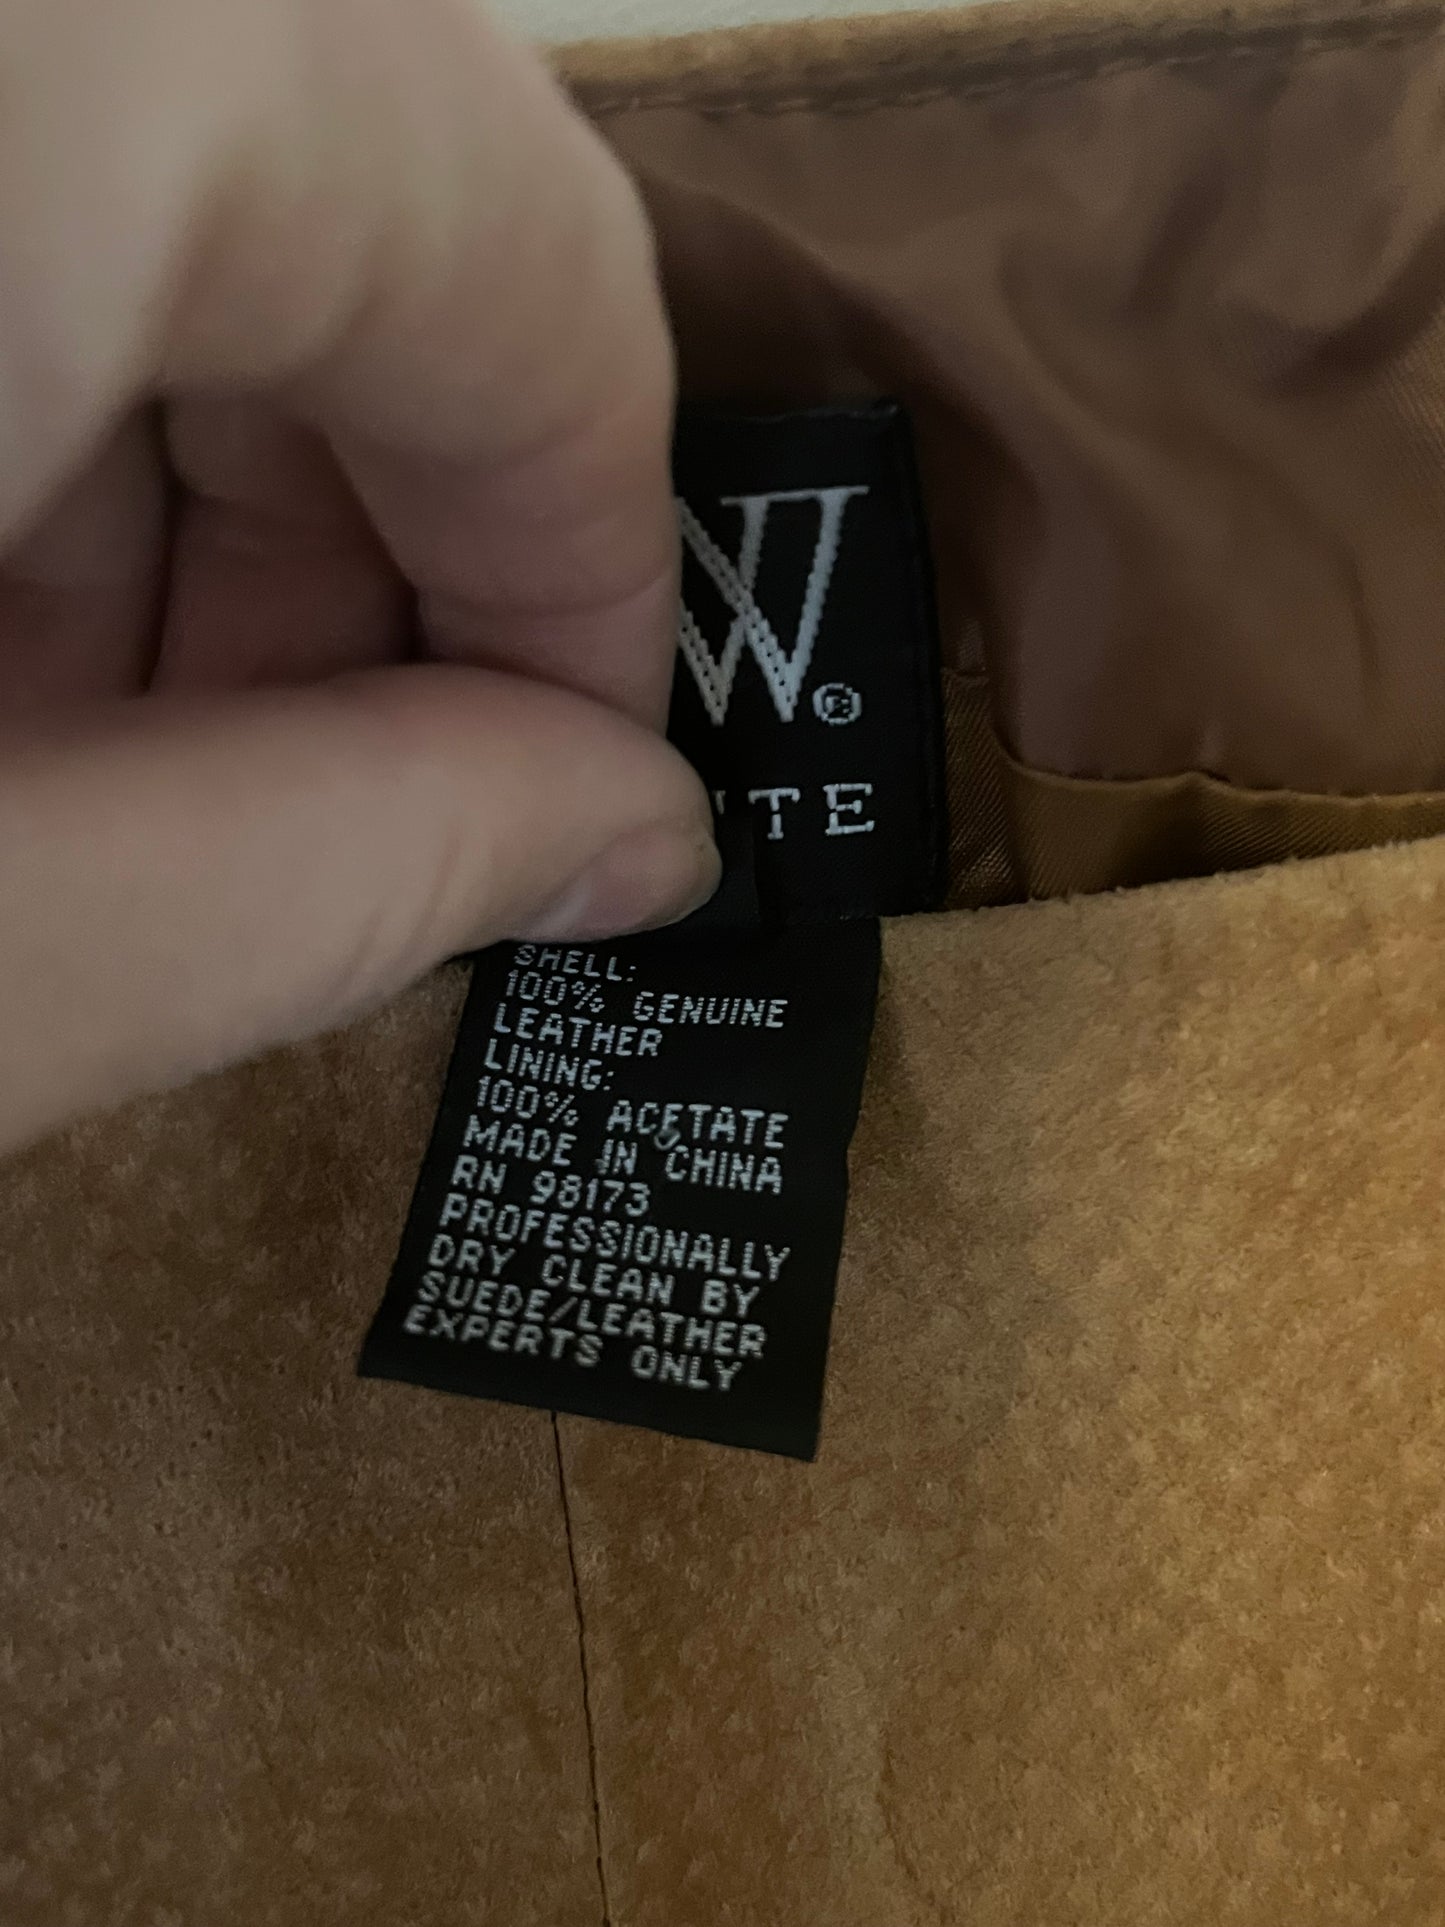 W®
SHELL:
100% GENUINE
LEATHER
LINING:
100% ACETATE
MADE IN CHINA
RN 98173
PROFESSIONALLY
DRY CLEAN BY
SUEDE/LEATHER
EXPERTS ONLY